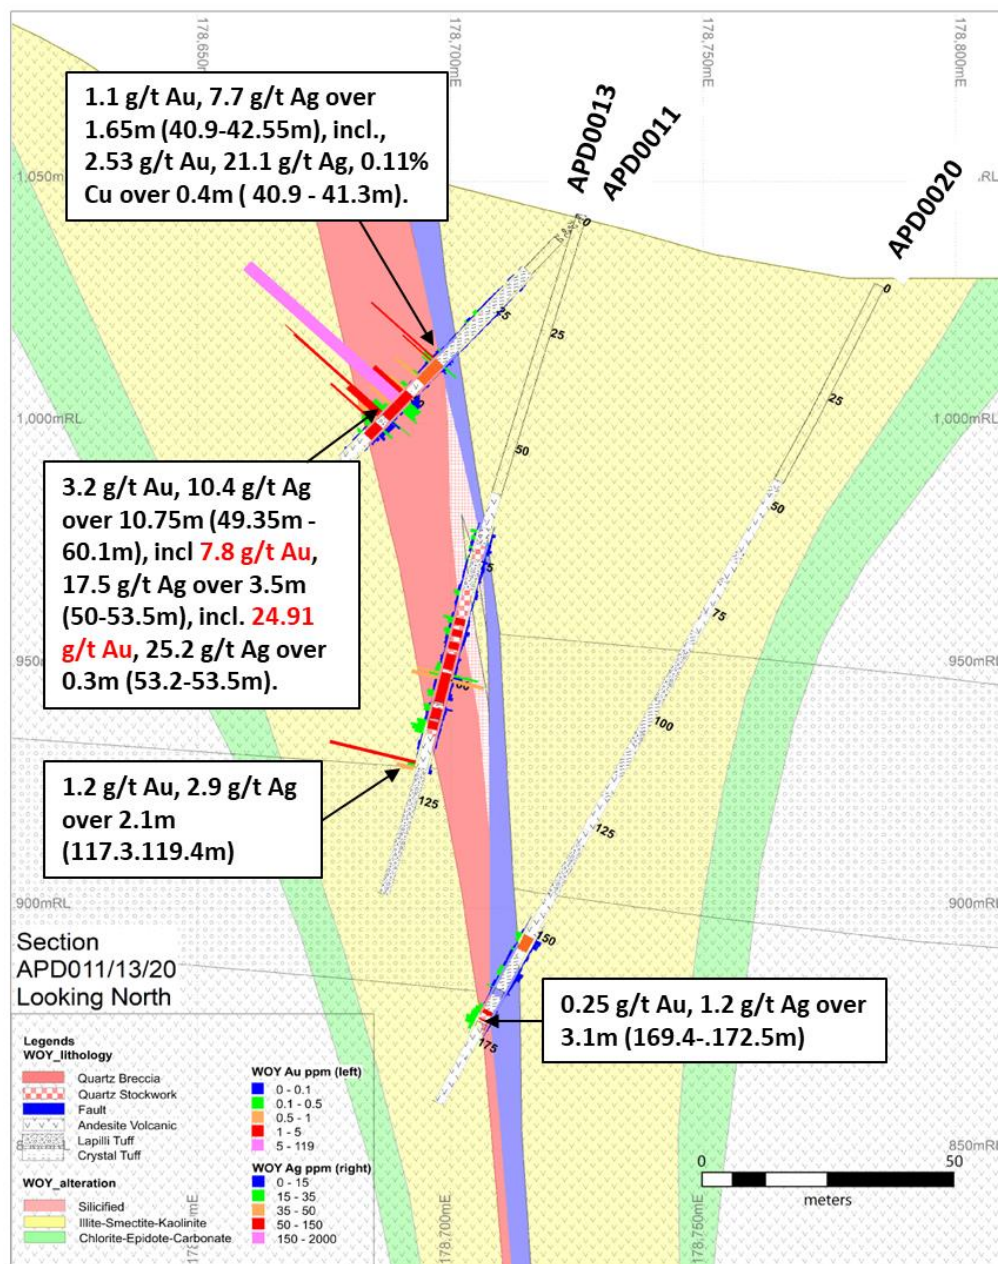 178,650m
178,700mE
178,750mE
178,800mE
1.1 g/t Au, 7.7 g/t Ag over
1.65m (40.9-42.55m), incl.,
2.53 g/t Au, 21.1 g/t Ag, 0.11%
Cu over 0.4m ( 40.9 - 41.3m).
APD0013
APD0011
APD0020
1,050mR
RL
0
0
25
25
25
1,000mRL
1,000mRL
50
50
3.2 g/t Au, 10.4 g/t Ag
over 10.75m (49.35m -
60.1m), incl 7.8 g/t Au,
17.5 g/t Ag over 3.5m
(50-53.5m), incl. 24.91
g/t Au, 25.2 g/t Ag over
0.3m (53.2-53.5m).
75
950m
950mRL
100
1.2 g/t Au, 2.9 g/t Ag
over 2.1m
(117.3.119.4m)
125
125
900mRL
900mRL
150
Section
APD011/13/20
Looking North
0.25 g/t Au, 1.2 g/t Ag over
3.1m (169.4-.172.5m)
175
Legends
WOY_lithology
Quartz Breccia
Quartz Stockwork
Fault
Andesite Volcanic
Lapilli Tuff
Crystal Tuff
WOY_alteration
Silicified
Illite-Smectite-Kaolinite
Chlorite-Epidote-Carbonate
WOY Au ppm (left)
0 - 0.1
0.1 - 0.5
0.5 - 1
1 - 5
5 - 119
WOY Ag ppm (right)
0 - 15
15 - 35
35 - 50
50 - 150
150 - 2000
850mRL
0 50
meters
178,700mE
178,750mE